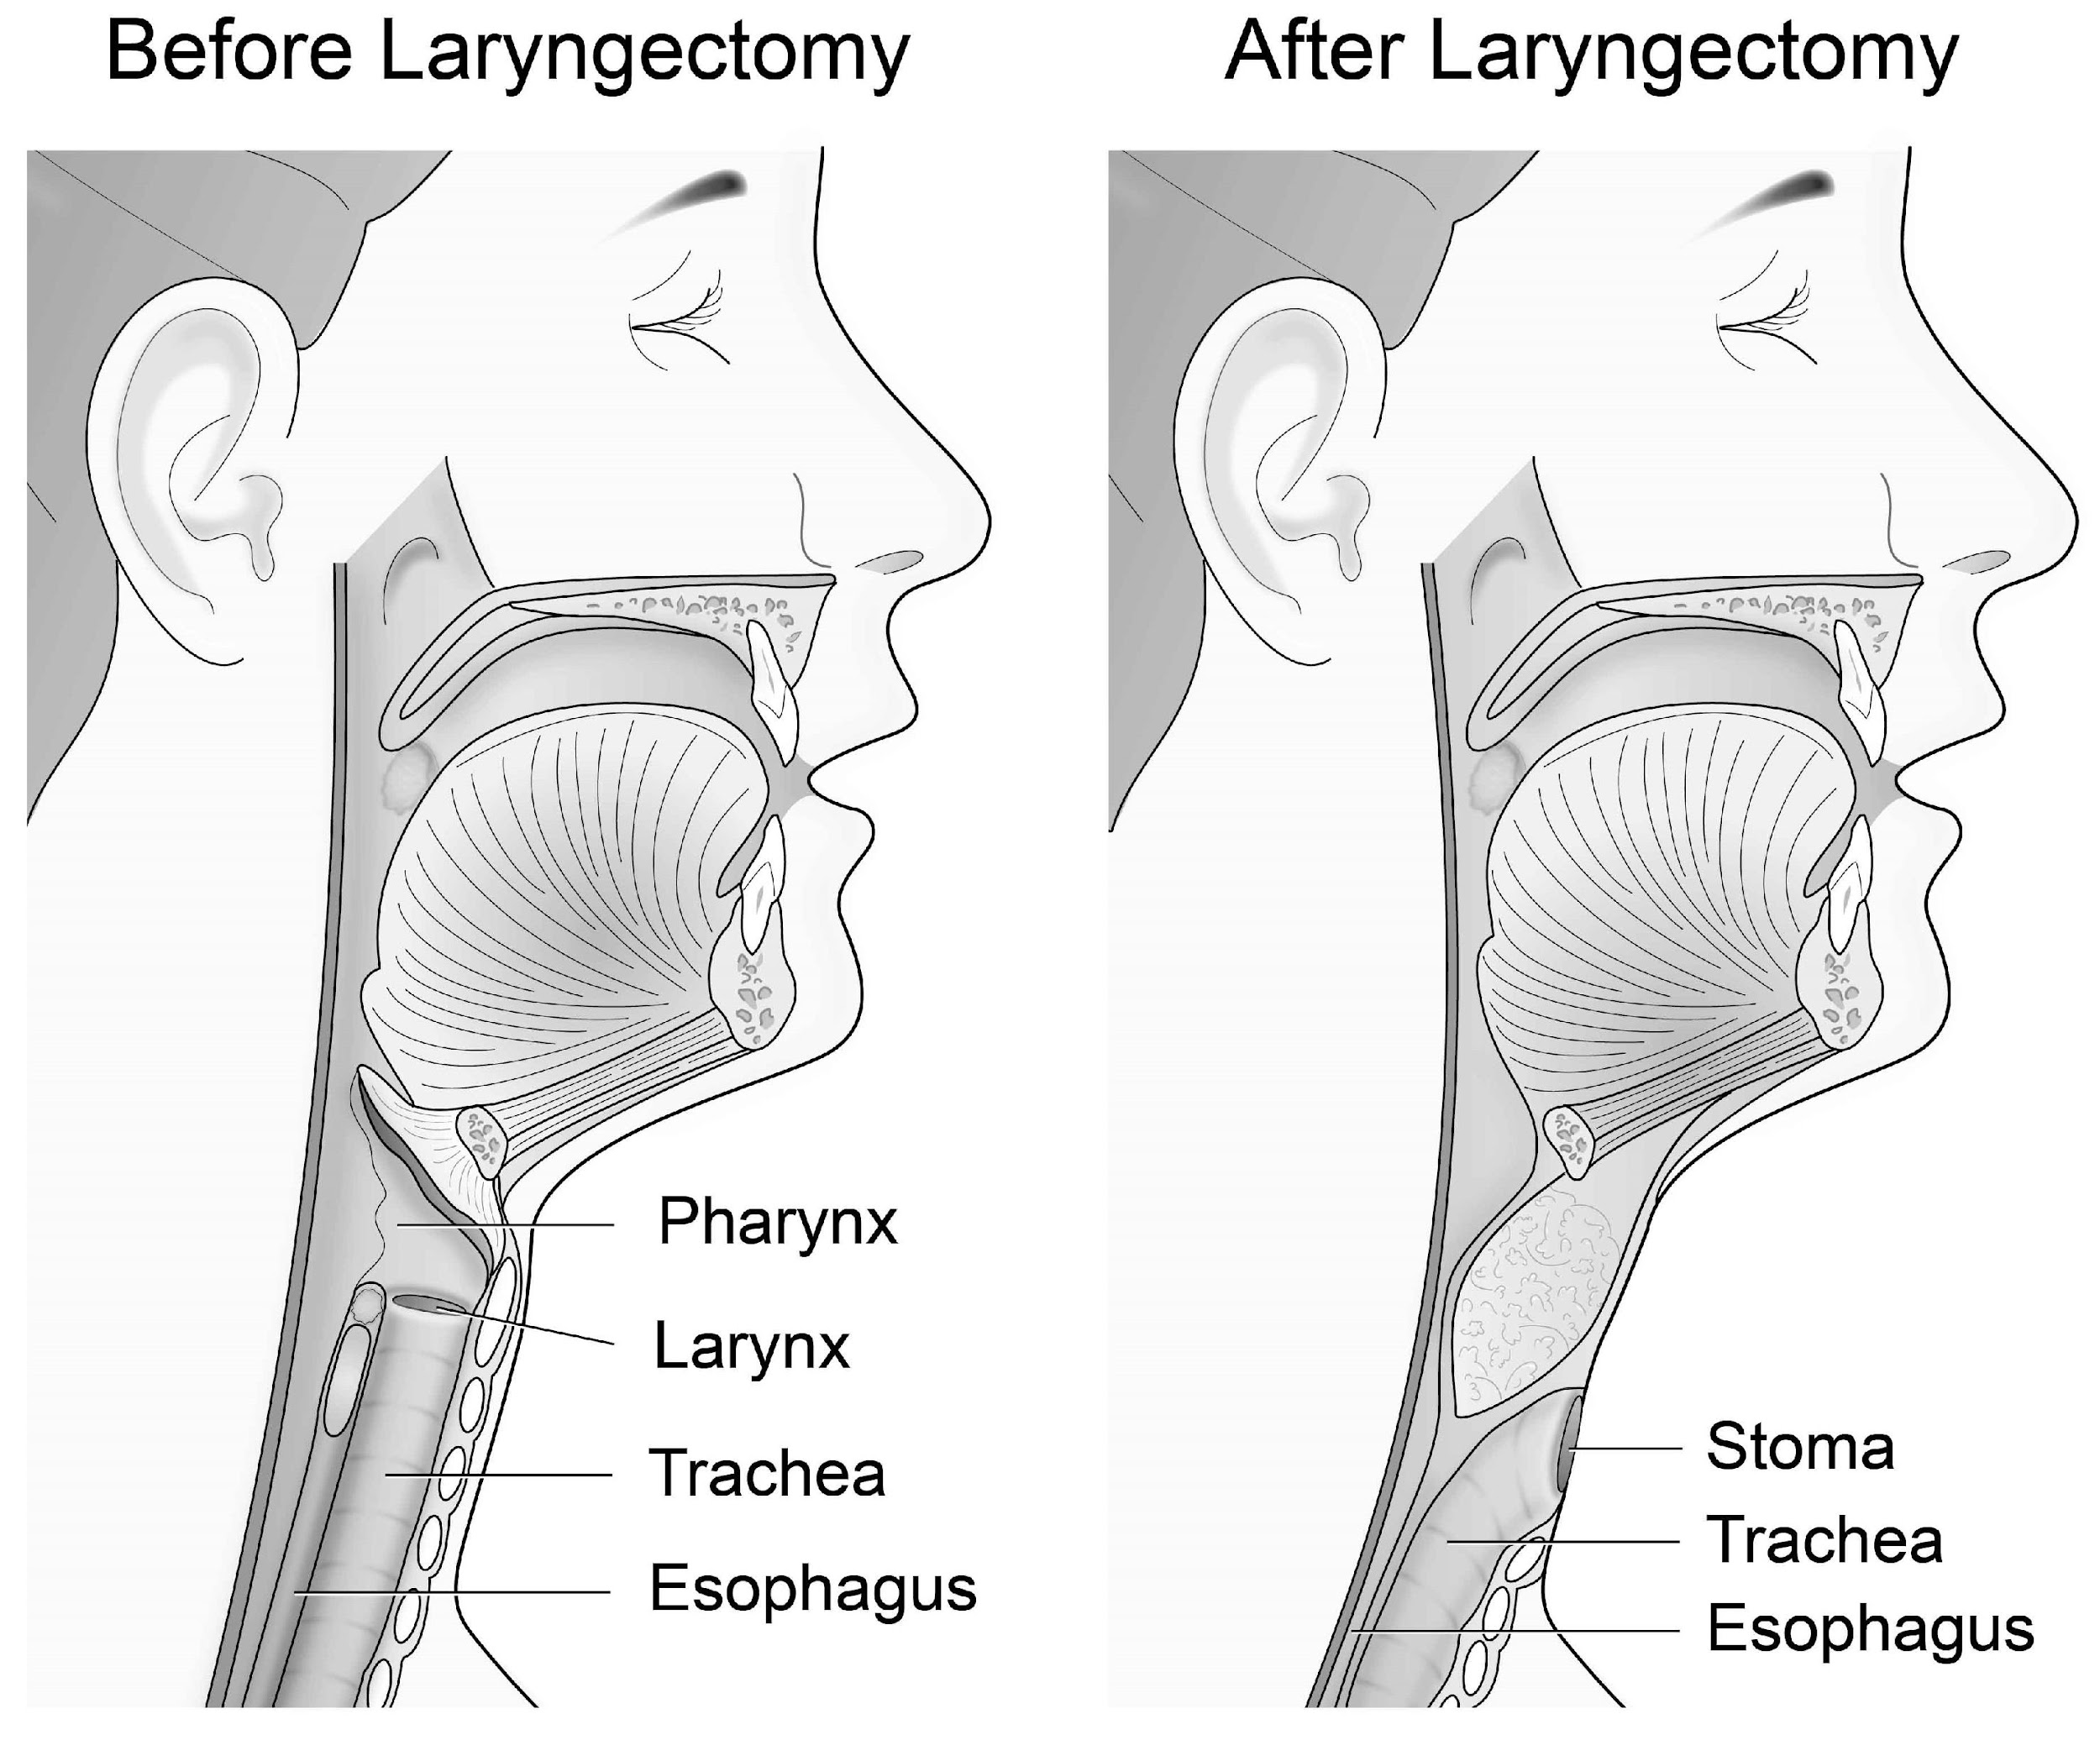 Before Laryngectomy
After Laryngectomy
Pharynx
Larynx
Trachea
Esophagus
Stoma
Trachea
Esophagus